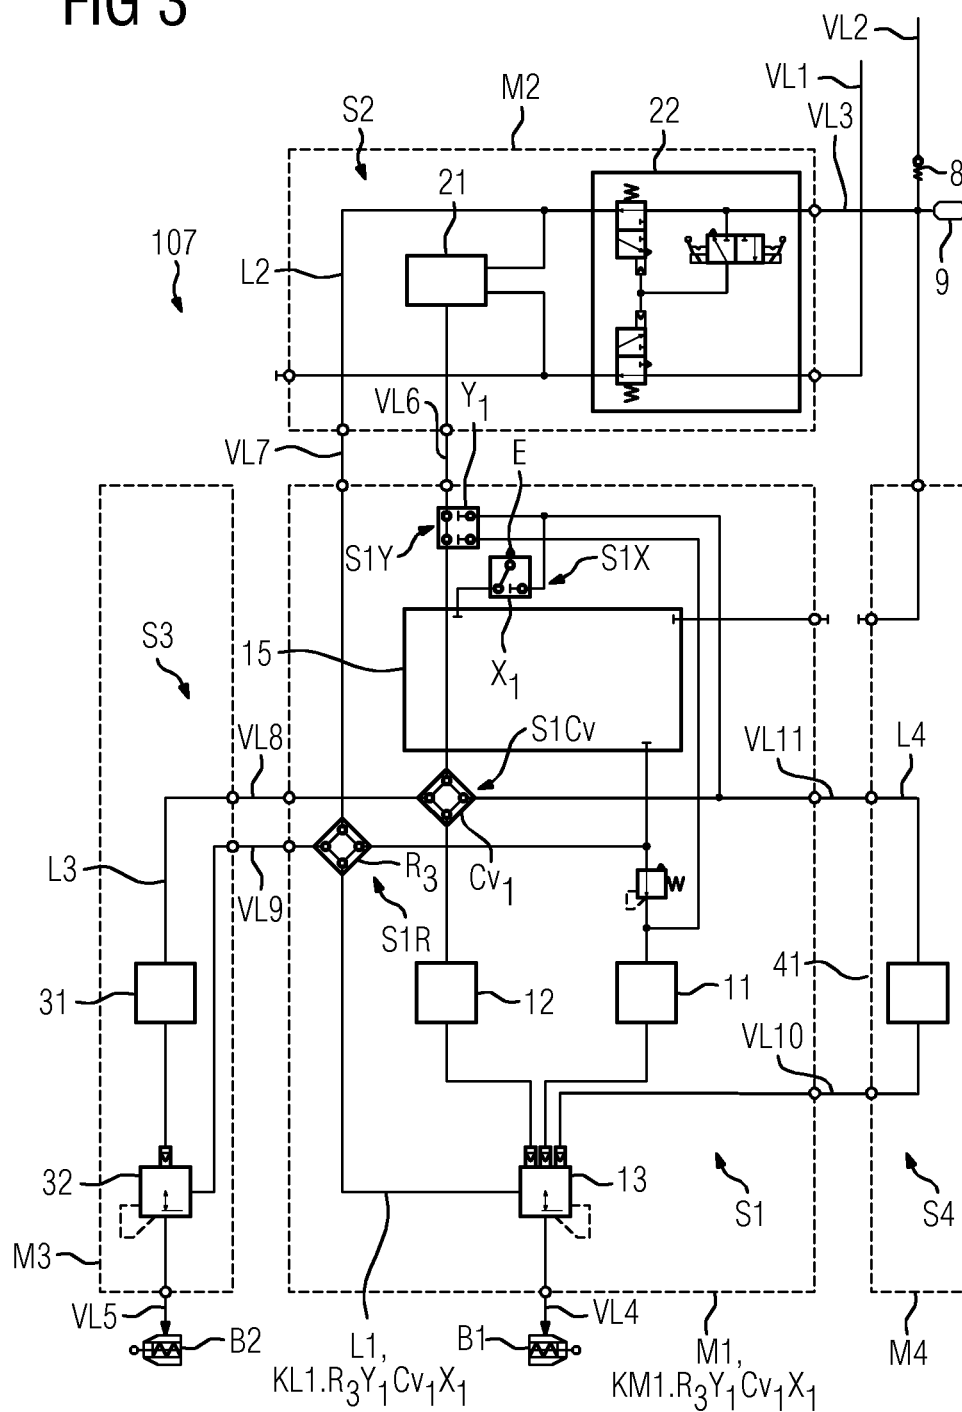 FIG 3
VL2
VL1
M2
22
VL3
S2
21
8
107
L2
9
Y1
VL6
E
VL7
S1Y
S1X
S3
15
X1
S1Cv
VL8
VL11
L4
L3
R3
Cv1
VL9
S1R
41
31
12
11
VL10
32
13
S1
S4
M3
VL5
VL4
B2
B1
L1,
KL1.R3Y1Cv1X1
M1,
KM1.R3Y1Cv1X1
M4